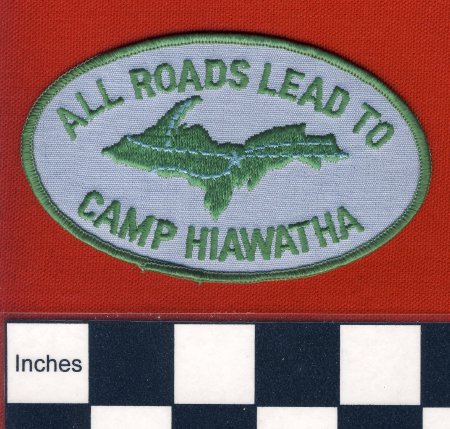 ALL ROADS LEAD TO
CAMP HIAWATHA
Inches